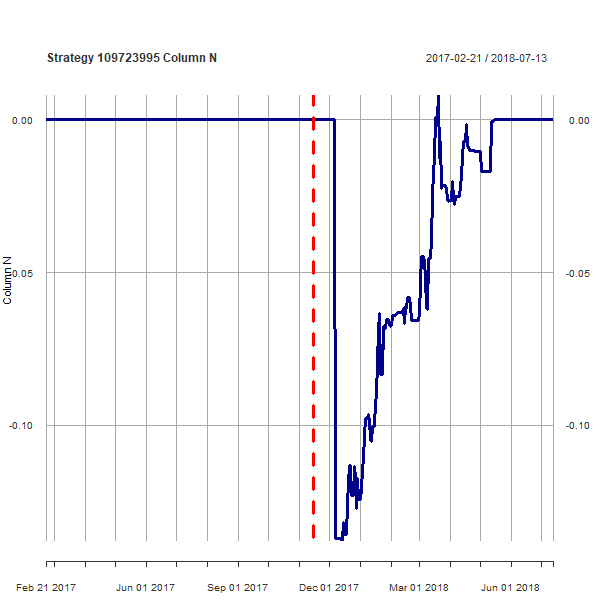 Strategy 109723995 Column N
2017-02-21 / 2018-07-13
0.00
0.00
-0.05
-0.05
-0.10
-0.10
Column N
Feb 21 2017
Jun 01 2017
Sep 01 2017
Dec 01 2017
Mar 01 2018
Jun 01 2018